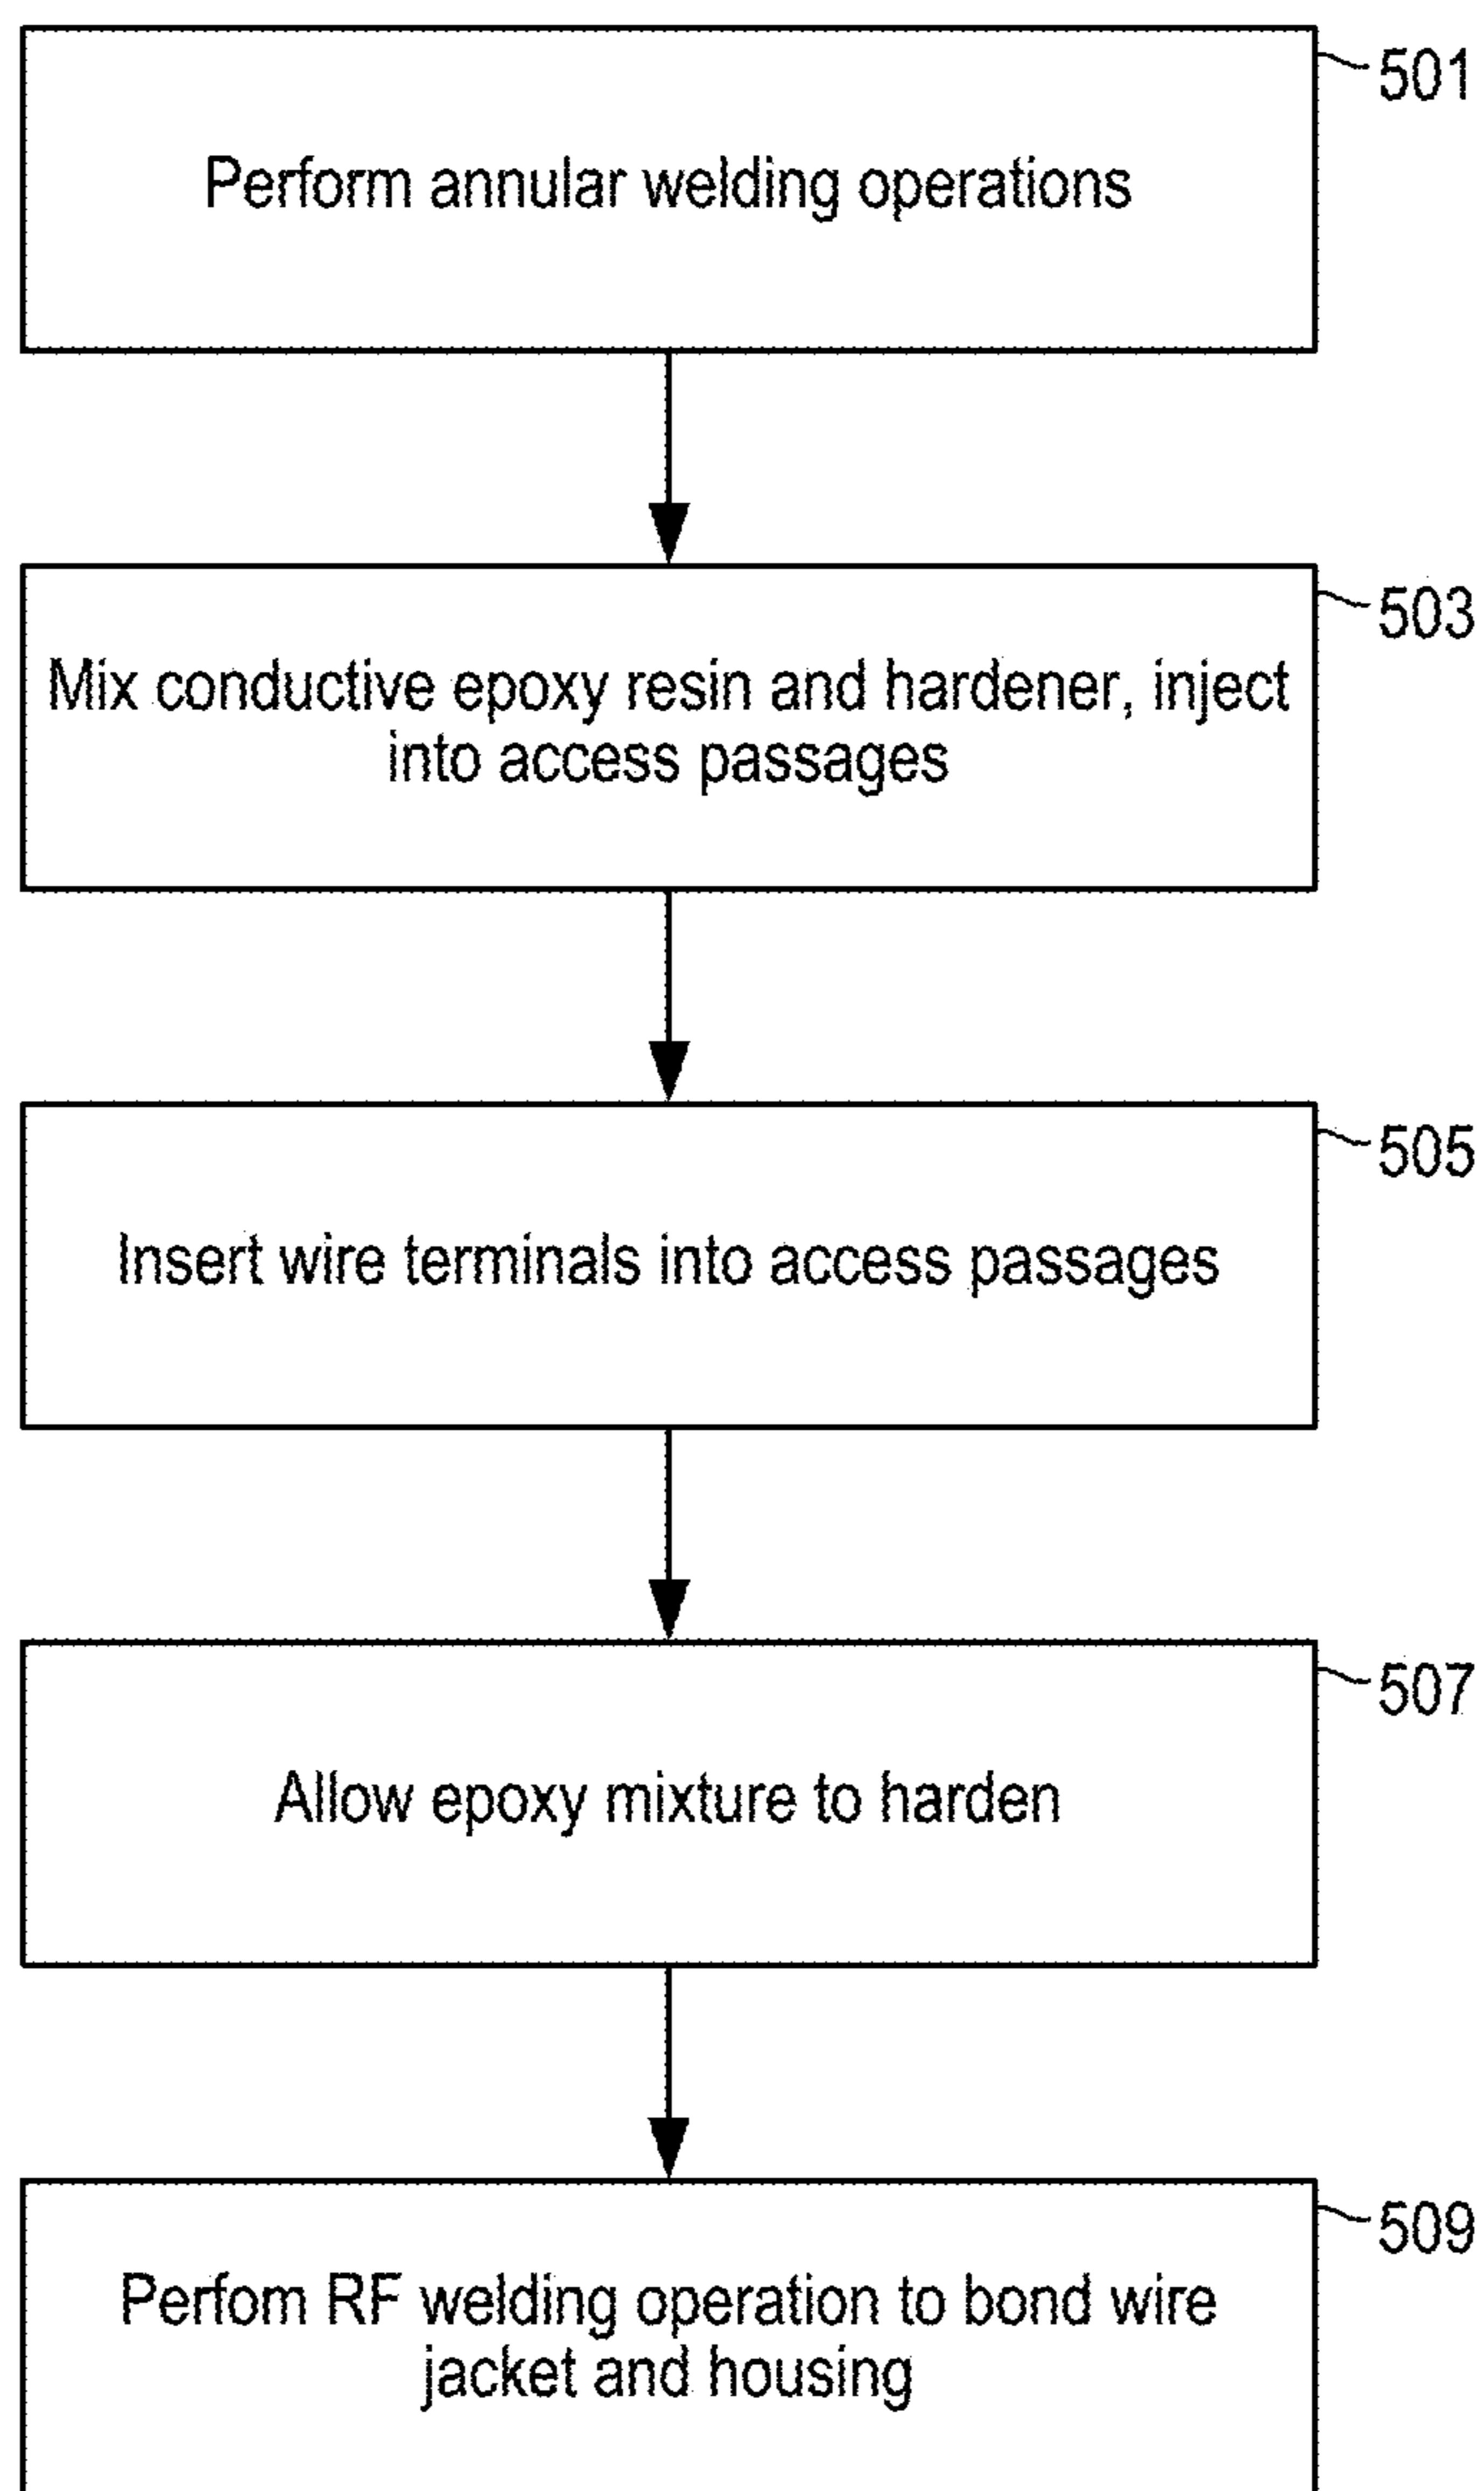 501
Perform annular welding operations
503
Mix conductive epoxy resin and hardener, inject
into access passages
505
Insert wire terminals into access passages
507
Allow epoxy mixture to harden
509
Perfom RF welding operation to bond wire
jacket and housing